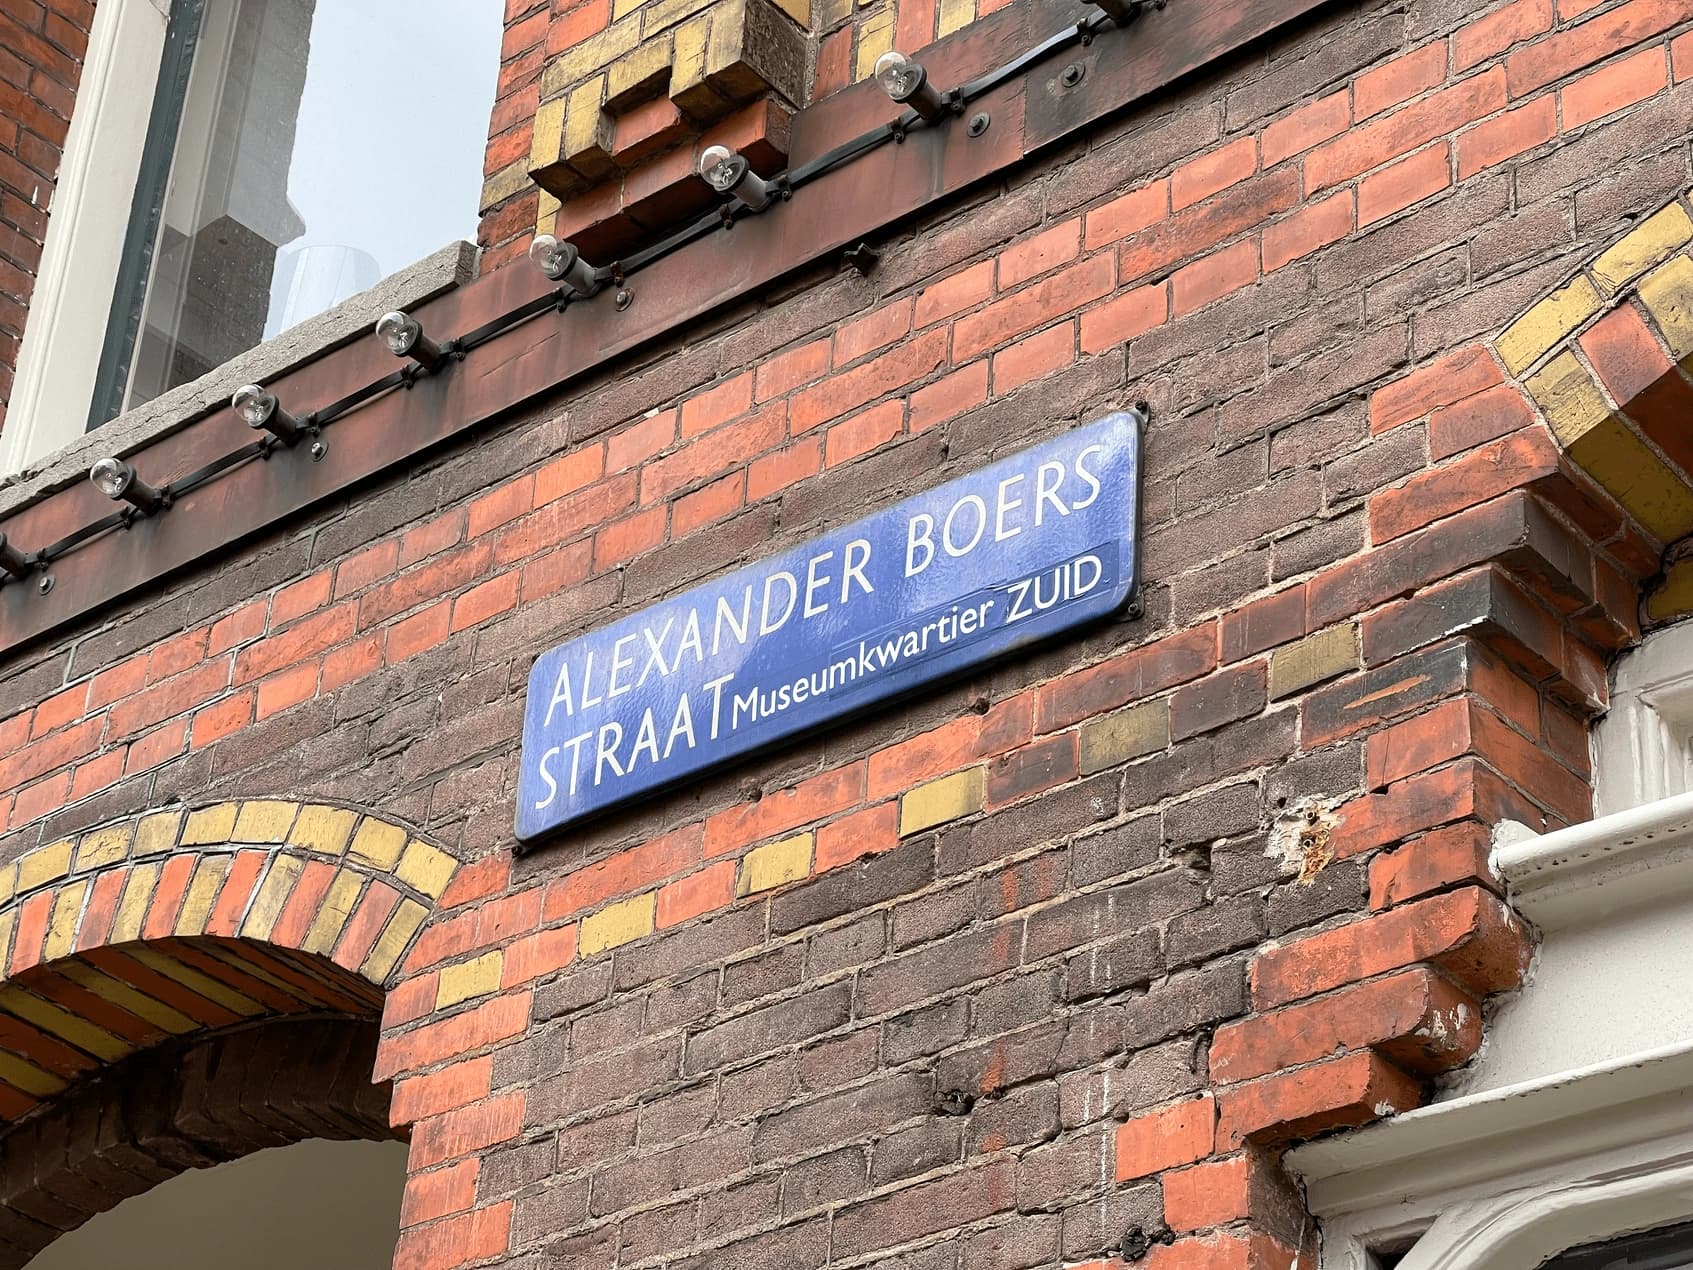 ALEXANDER BOERS
STRAAT Museumkwartier ZUID